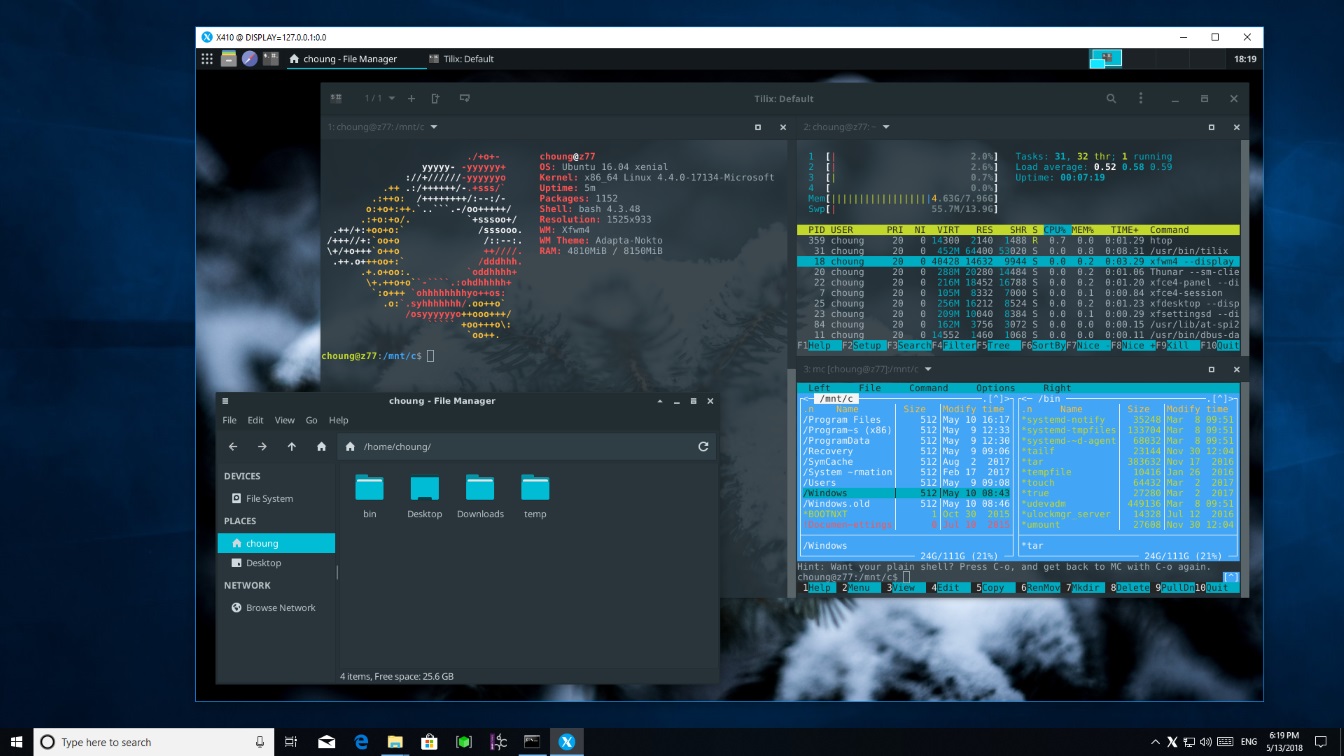 X410 @ DISPLAY=127.0.0.1:0.0
choung - File Manager
Tilix: Default
18:19
1 / 1
Tilix: Default
1: choung@z77: /mnt/c
2: choung@z77: ~
choung@z77
OS: Ubuntu 16.04 xenial
Kernel: x86_64 Linux 4.4.0-17134-Microsoft
Uptime: 5m
Packages: 1152
Shell: bash 4.3.48
Resolution: 1525x933
WM: Xfwm4
WM Theme: Adapta-Nokto
RAM: 4810MiB / 8150MiB
choung@z77:/mnt/c$
1 [ 2.0%] Tasks: 31, 32 thr; 1 running
2 [ 2.6%] Load average: 0.52 0.58 0.59
3 [ 0.7%] Uptime: 00:07:19
4 [ 0.0%]
Mem[ 4.63G/7.96G]
Swp[ 55.7M/13.9G]
PID USER PRI NI VIRT RES SHR S CPU% MEM% TIME+ Command
359 choung 20 0 14300 2140 1488 R 0.7 0.0 0:01.29 htop
31 choung 20 0 452M 64400 53020 S 0.0 0.8 0:08.31 /usr/bin/tilix
18 choung 20 0 40428 14632 9944 S 0.0 0.2 0:03.29 xfwm4 --display
20 choung 20 0 288M 20280 14484 S 0.0 0.2 0:01.06 Thunar --sm-clie
22 choung 20 0 216M 18452 16788 S 0.0 0.2 0:01.40 xfce4-panel --di
7 choung 20 0 105M 8332 7000 S 0.0 0.1 0:00.84 xfce4-session
25 choung 20 0 256M 16212 8524 S 0.0 0.2 0:01.23 xfdesktop --disp
23 choung 20 0 209M 10040 8384 S 0.0 0.1 0:00.29 xfsettingsd --di
84 choung 20 0 162M 3756 3072 S 0.0 0.0 0:00.15 /usr/lib/at-spi2
11 choung 20 0 14552 1460 1068 S 0.0 0.0 0:00.11 /usr/bin/dbus-da
F1Help F2Setup F3Search F4Filter F5Tree F6SortBy F7Nice - F8Nice + F9Kill F10Quit
3: mc [choung@z77]:/mnt/c
Left File Command Options Right
/mnt/c .[^]>
.n Name Size Modify time
/Program Files 512 May 10 16:17
/Program~s (x86) 512 May 9 12:33
/ProgramData 512 May 9 12:30
/Recovery 512 May 9 09:06
/SymCache 512 Aug 2 2017
/System ~rmation 512 Feb 17 2017
/Users 512 May 9 09:08
/Windows 512 May 10 08:43
/Windows.old 512 May 10 08:46
*BOOTNXT 1 Oct 30 2015
/Windows
24G/111G (21%)
/bin .[^]>
.n Name Size Modify time
*systemd-notify 35248 Mar 8 09:51
*systemd-tmpfiles 133704 Mar 8 09:51
*systemd-~d-agent 68032 Mar 8 09:51
*tailf 23144 Nov 30 12:04
*tar 383632 Nov 17 2016
*tempfile 10416 Jan 26 2016
*touch 64432 Mar 2 2017
*true 27280 Mar 2 2017
*udevadm 449136 Mar 8 09:51
*ulockmgr_server 14328 Jul 12 2016
*umount 27608 Nov 30 12:04
*tar
24G/111G (21%)
Hint: Want your plain shell? Press C-o, and get back to MC with C-o again.
choung@z77:/mnt/c$ [^]
1Help 2Menu 3View 4Edit 5Copy 6RenMov 7Mkdir 8Delete 9PullDn 10Quit
choung - File Manager
File Edit View Go Help
/home/choung/
DEVICES
File System
PLACES
choung
Desktop
NETWORK
Browse Network
bin Desktop Downloads temp
4 items, Free space: 25.6 GB
Type here to search
ENG
6:19 PM
5/13/2018